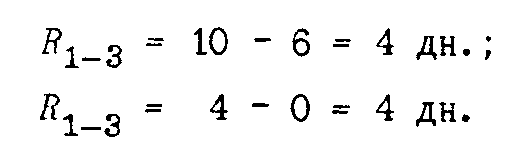 R₁₋₃ = 10 - 6 = 4 дн.;
R₁₋₃ = 4 - 0 = 4 дн.